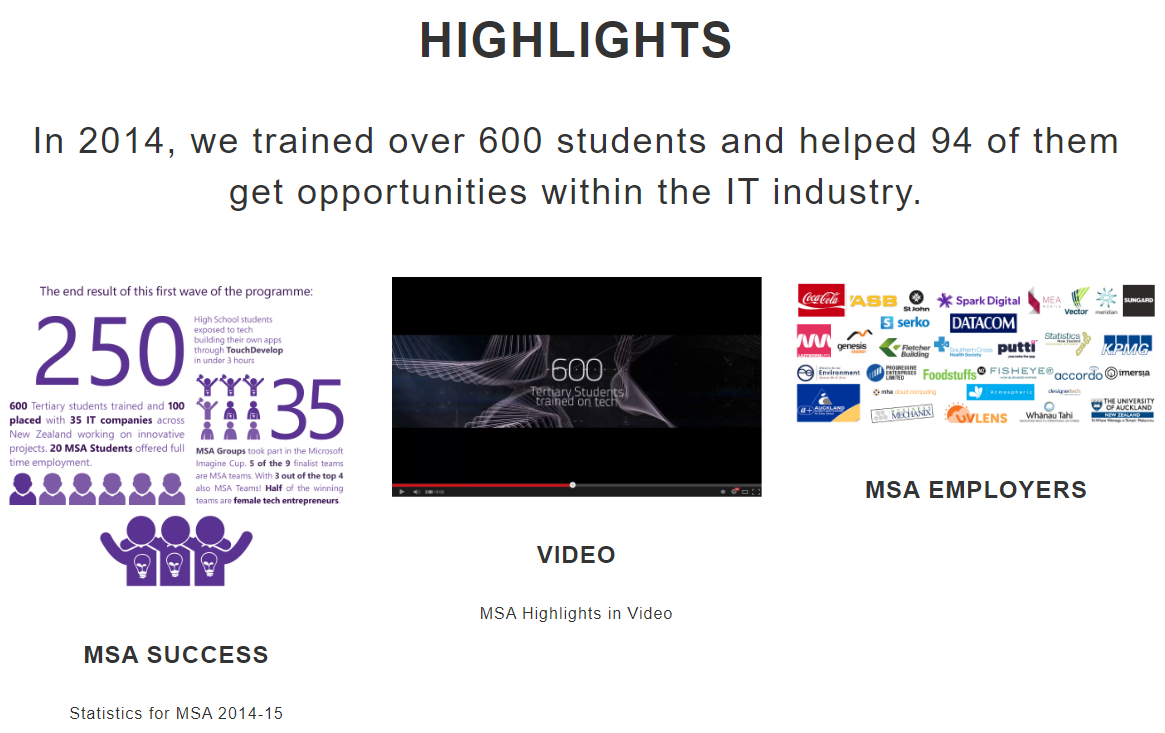 HIGHLIGHTS
In 2014, we trained over 600 students and helped 94 of them
get opportunities within the IT industry.
The end result of this first wave of the programme:
250
High School students
exposed to tech
building their own apps
through TouchDevelop
in under 3 hours
600 Tertiary students trained and 100
placed with 35 IT companies across
New Zealand working on innovative
projects. 20 MSA Students offered full
time employment.
35
MSA Groups took part in the Microsoft
Imagine Cup. 5 of the 9 finalist teams
are MSA teams. With 3 out of the top 4
also MSA Teams! Half of the winning
teams are female tech entrepreneurs.
MSA SUCCESS
Statistics for MSA 2014-15
600
Tertiary Students
trained on tech
VIDEO
MSA Highlights in Video
Coca-Cola
ASB
St John
Spark Digital
MEA
MOBILE
Vector
meridian
SUNGARD
serko
DATACOM
genesis
ENERGY
Fletcher
Building
Southern Cross
Health Society
putti
Statistics
New Zealand
KPMG
Environment
PROGRESSIVE
ENTERPRISES
LIMITED
Foodstuffs
FISHEYE
accordo
imersia
AUCKLAND
mha cloud computing
Atmospheric
designertech
MECHANIX
UVLENS
Whānau Tahi
THE UNIVERSITY
OF AUCKLAND
NEW ZEALAND
MSA EMPLOYERS